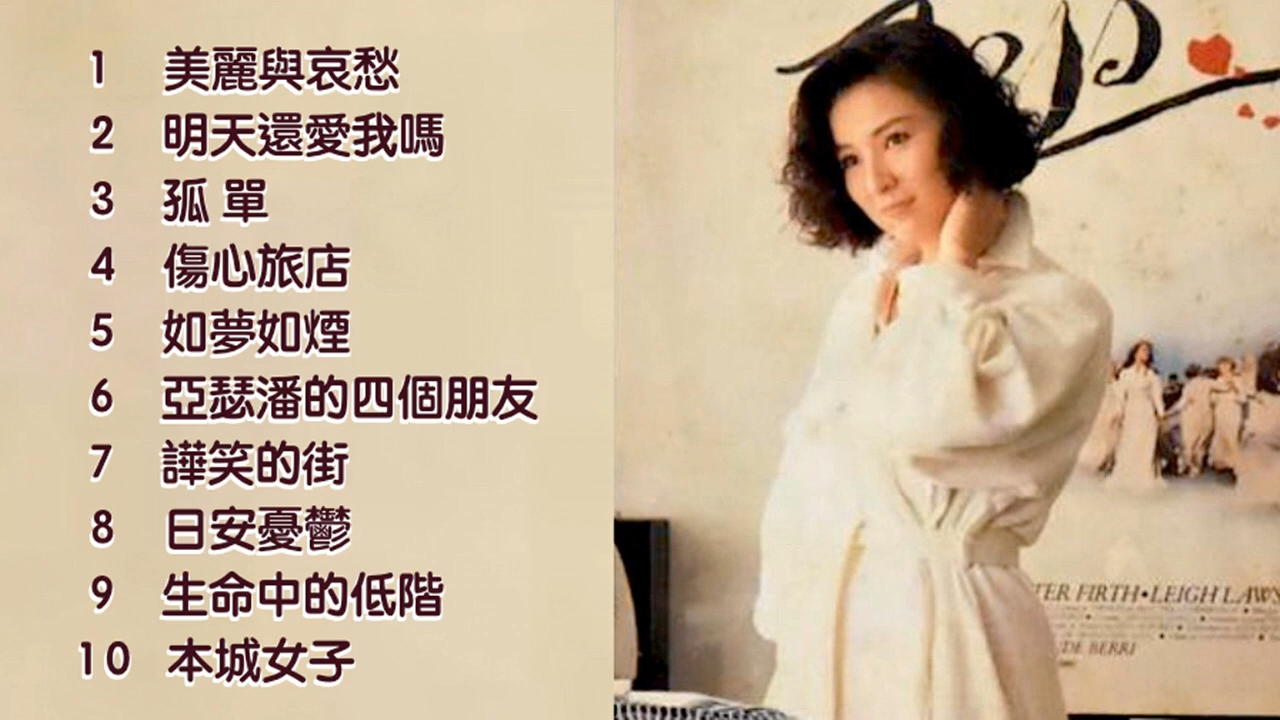 1 美麗與哀愁
2 明天還愛我嗎
3 孤 單
4 傷心旅店
5 如夢如煙
6 亞瑟潘的四個朋友
7 譁笑的街
8 日安憂鬱
9 生命中的低階
10 本城女子
TER FIRTH•LEIGH LAWS
DE BERRI